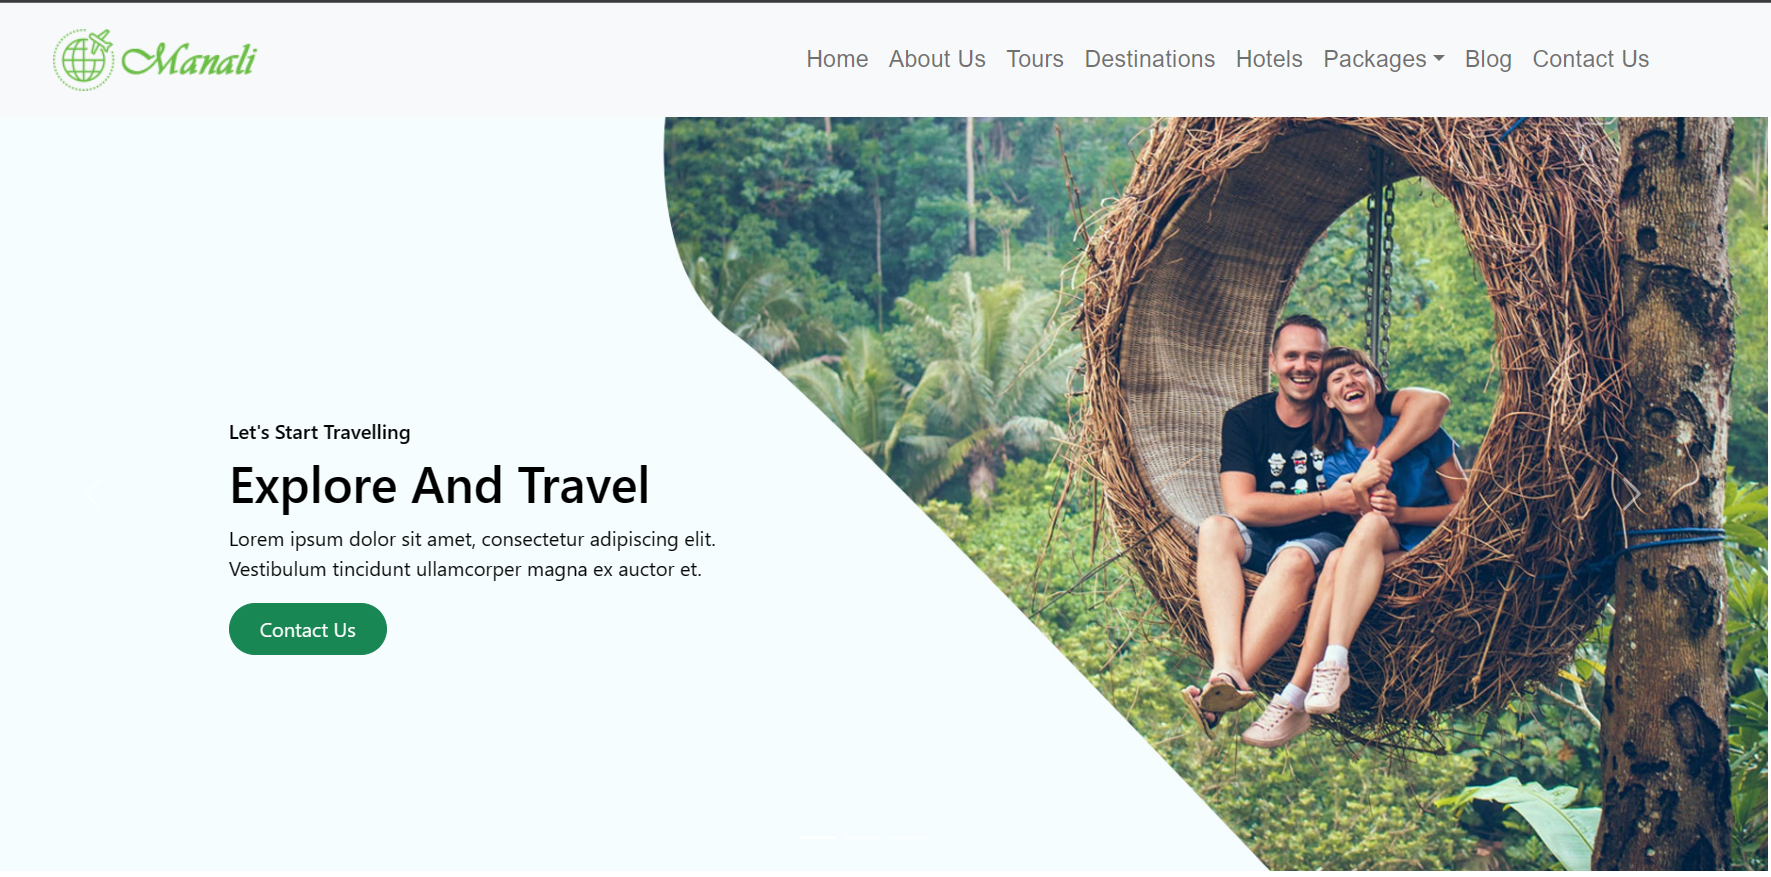 Manali
Home About Us Tours Destinations Hotels Packages Blog Contact Us
Let's Start Travelling
Explore And Travel
Lorem ipsum dolor sit amet, consectetur adipiscing elit.
Vestibulum tincidunt ullamcorper magna ex auctor et.
Contact Us